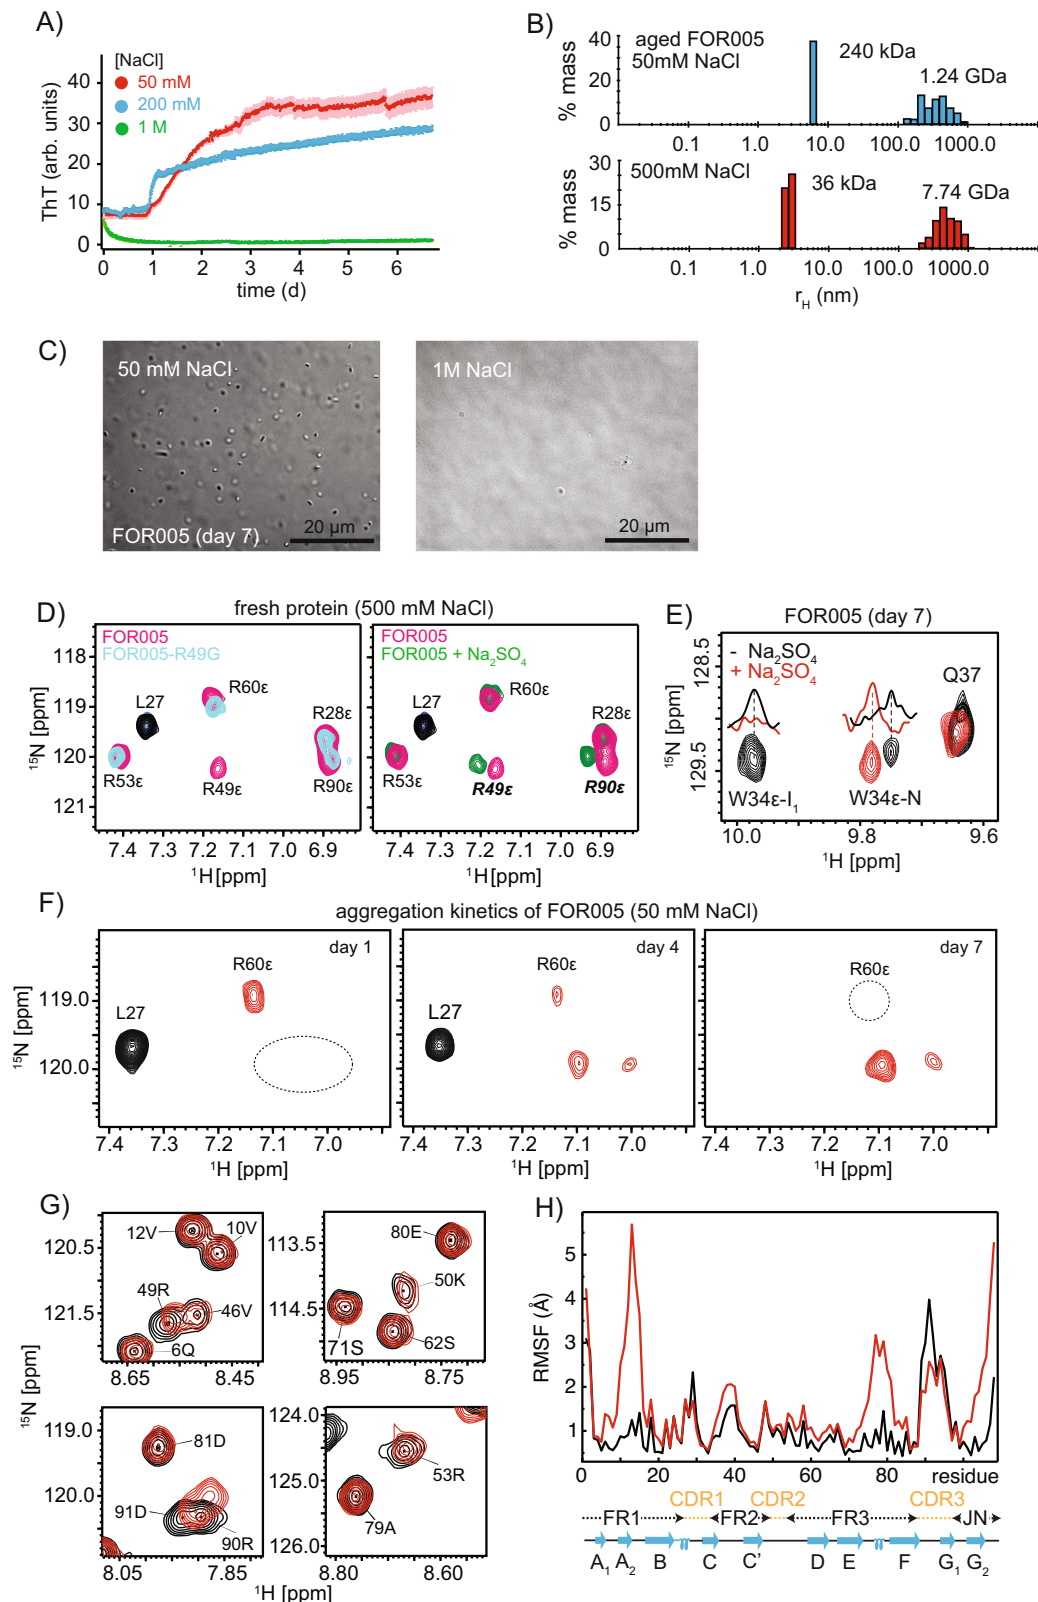 A)
[NaCl]
50 mM
200 mM
1 M
ThT (arb. units)
40
30
20
10
0
0 1 2 3 4 5 6
time (d)
B)
aged FOR005
50mM NaCl
240 kDa
1.24 GDa
% mass
40
20
0
0.1 1.0 10.0 100.0 1000.0
500mM NaCl
36 kDa
7.74 GDa
% mass
30
15
0
0.1 1.0 10.0 100.0 1000.0
rH (nm)
C)
50 mM NaCl
FOR005 (day 7)
20 µm
1M NaCl
20 µm
D)
fresh protein (500 mM NaCl)
FOR005
FOR005-R49G
L27
R60ε
R28ε
R53ε
R49ε
R90ε
FOR005
FOR005 + Na2SO4
L27
R60ε
R28ε
R53ε
R49ε
R90ε
15N [ppm]
118
119
120
121
7.4 7.3 7.2 7.1 7.0 6.9
7.4 7.3 7.2 7.1 7.0 6.9
1H [ppm]
E)
FOR005 (day 7)
- Na2SO4
+ Na2SO4
Q37
W34ε-I1
W34ε-N
15N [ppm]
128.5
129.5
10.0 9.8 9.6
1H [ppm]
F)
aggregation kinetics of FOR005 (50 mM NaCl)
day 1
R60ε
L27
day 4
R60ε
L27
day 7
R60ε
15N [ppm]
119.0
120.0
7.4 7.3 7.2 7.1 7.0
7.4 7.3 7.2 7.1 7.0
7.4 7.3 7.2 7.1 7.0
1H [ppm]
1H [ppm]
1H [ppm]
G)
12V
10V
49R
46V
6Q
120.5
121.5
8.65 8.45
80E
50K
71S
62S
113.5
114.5
8.95 8.75
81D
91D
90R
119.0
120.0
8.05 7.85
53R
79A
124.0
125.0
126.0
8.80 8.60
15N [ppm]
1H [ppm]
H)
RMSF (Å)
5
4
3
2
1
0 20 40 60 80 residue
CDR1 CDR2 CDR3
FR1 FR2 FR3 JN
A1 A2 B C C' D E F G1 G2